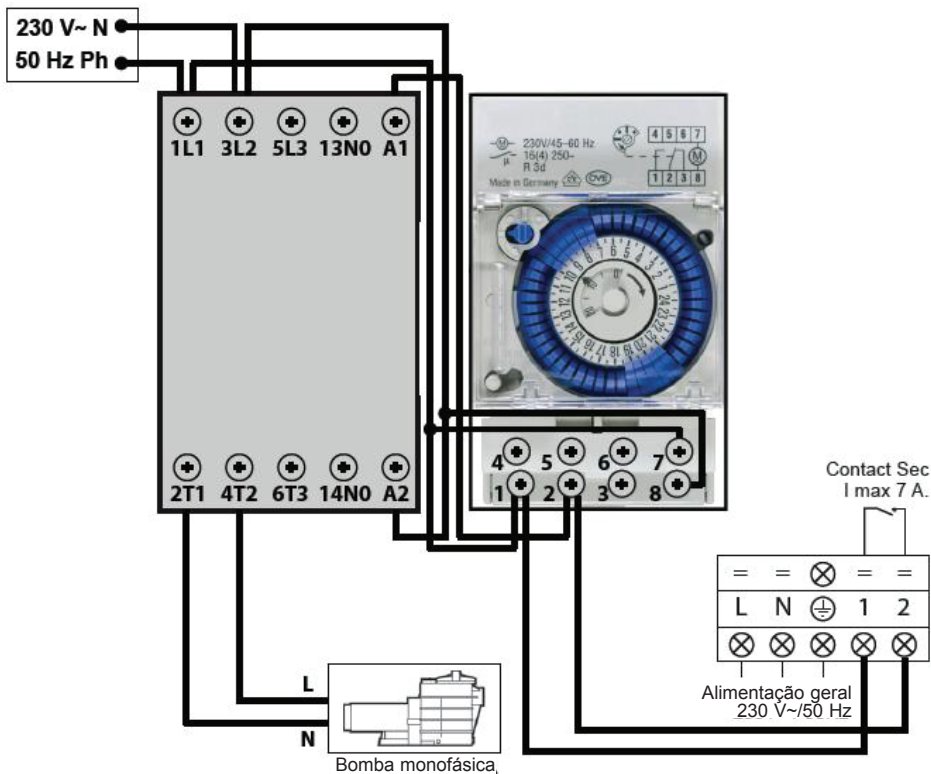 230 V~ N
50 Hz Ph
1L1 3L2 5L3 13N0 A1
2T1 4T2 6T3 14N0 A2
230V/45-60 Hz
16(4) 250~
μ
R 3d
Made in Germany
M
4 5 6 7
M
1 2 3 8
4 5 6 7
1 2 3 8
Contact Sec
I max 7 A.
= = = =
L N 1 2
Alimentação geral
230 V~/50 Hz
L
N
Bomba monofásica